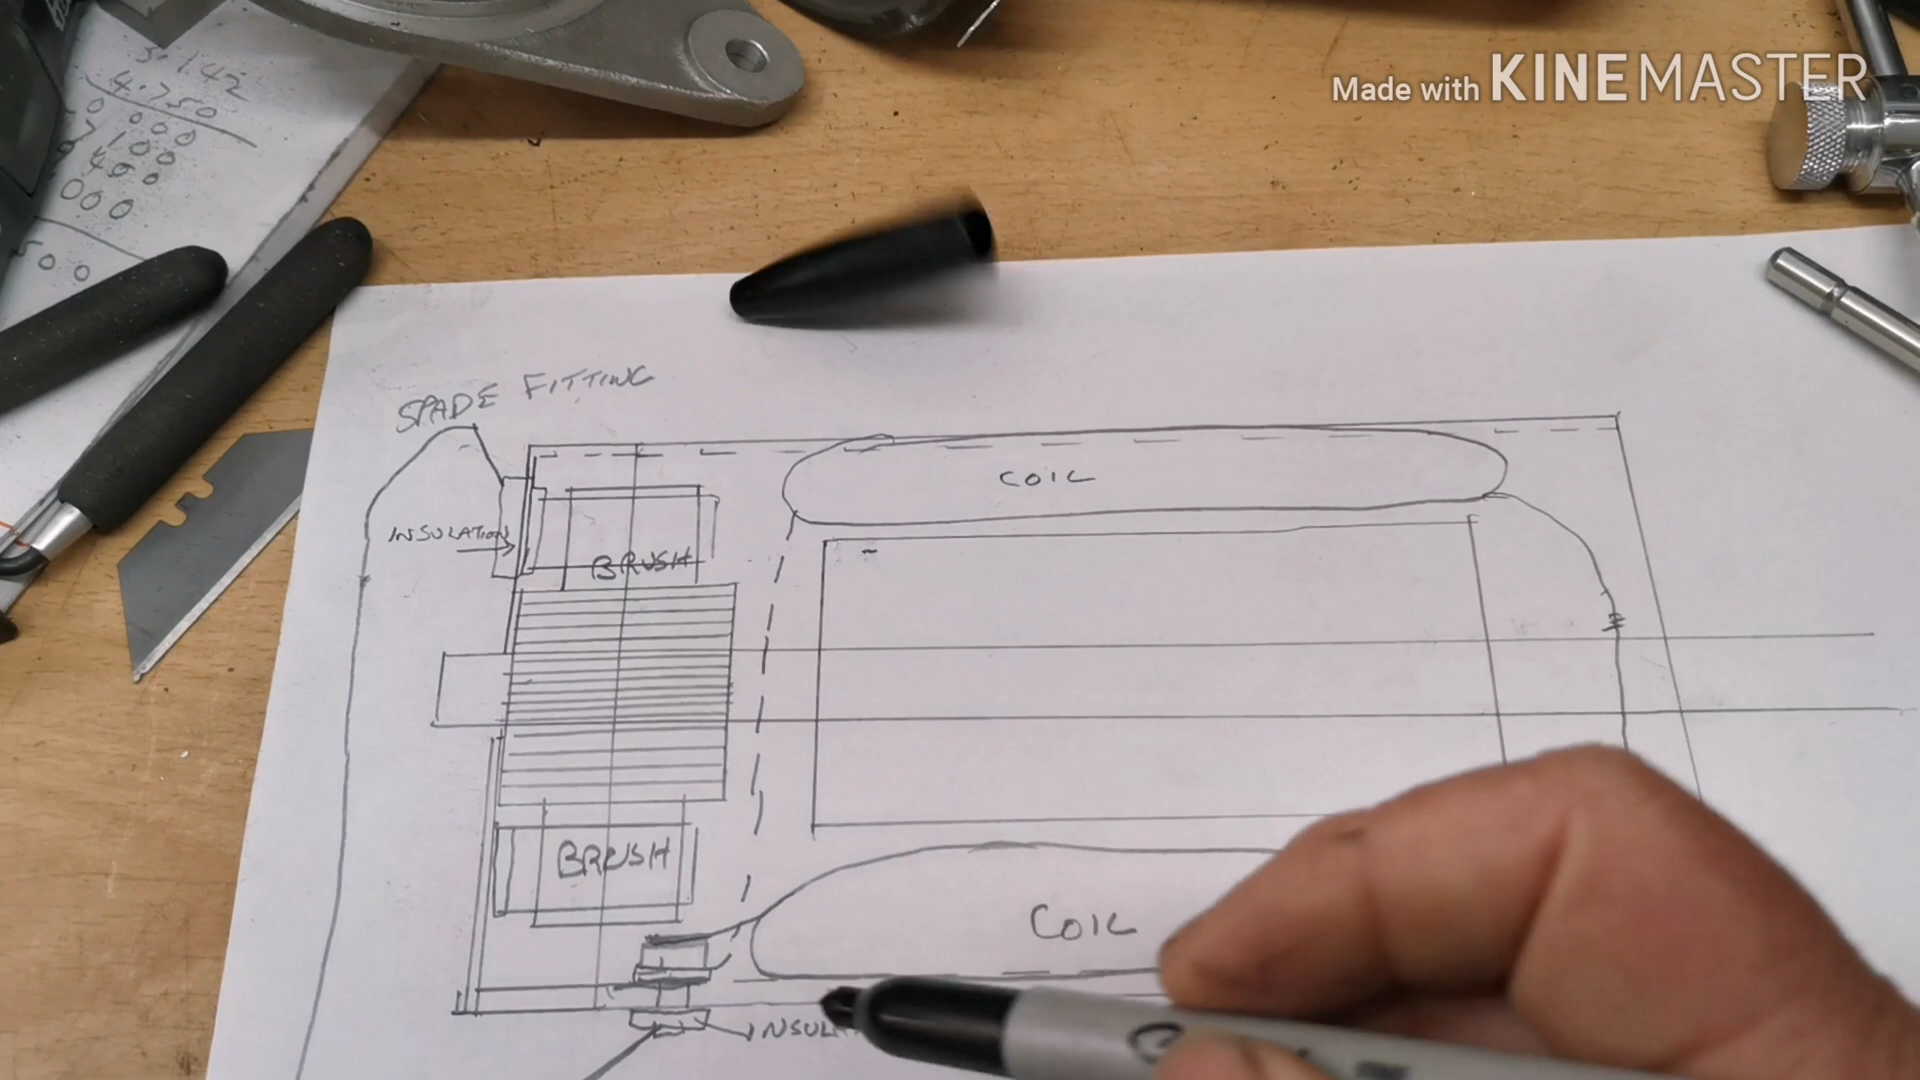 3.142
4.750
Made with KINEMASTER
SPADE FITTING
COIL
INSULATION
BRUSH
BRUSH
COIL